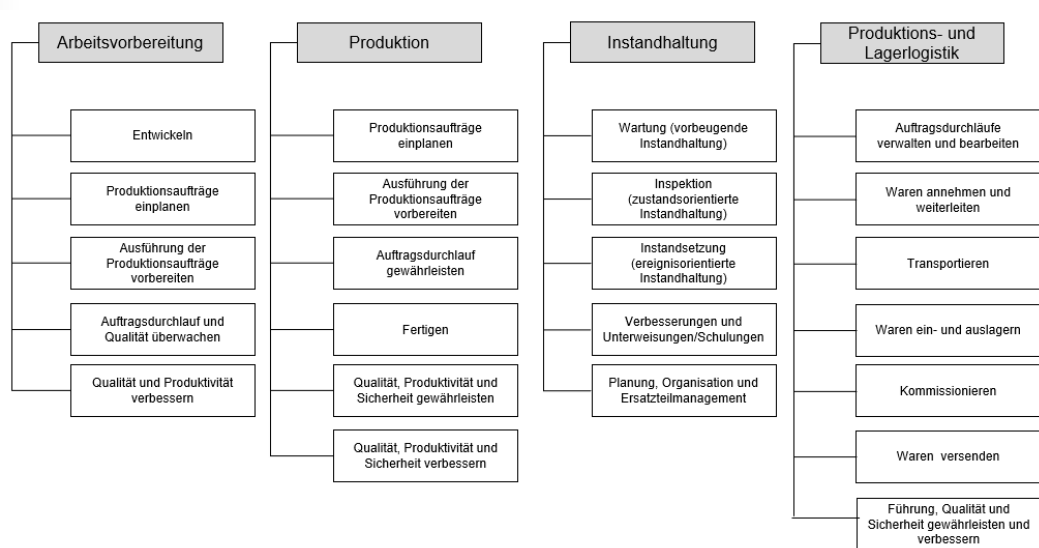 Arbeitsvorbereitung
Entwickeln
Produktionsaufträge
einplanen
Ausführung der
Produktionsaufträge
vorbereiten
Auftragsdurchlauf und
Qualität überwachen
Qualität und Produktivität
verbessern
Produktion
Produktionsaufträge
einplanen
Ausführung der
Produktionsaufträge
vorbereiten
Auftragsdurchlauf
gewährleisten
Fertigen
Qualität, Produktivität und
Sicherheit gewährleisten
Qualität, Produktivität und
Sicherheit verbessern
Instandhaltung
Wartung (vorbeugende
Instandhaltung)
Inspektion
(zustandsorientierte
Instandhaltung)
Instandsetzung
(ereignisorientierte
Instandhaltung)
Verbesserungen und
Unterweisungen/Schulungen
Planung, Organisation und
Ersatzteilmanagement
Produktions- und
Lagerlogistik
Auftragsdurchläufe
verwalten und bearbeiten
Waren annehmen und
weiterleiten
Transportieren
Waren ein- und auslagern
Kommissionieren
Waren versenden
Führung, Qualität und
Sicherheit gewährleisten und
verbessern